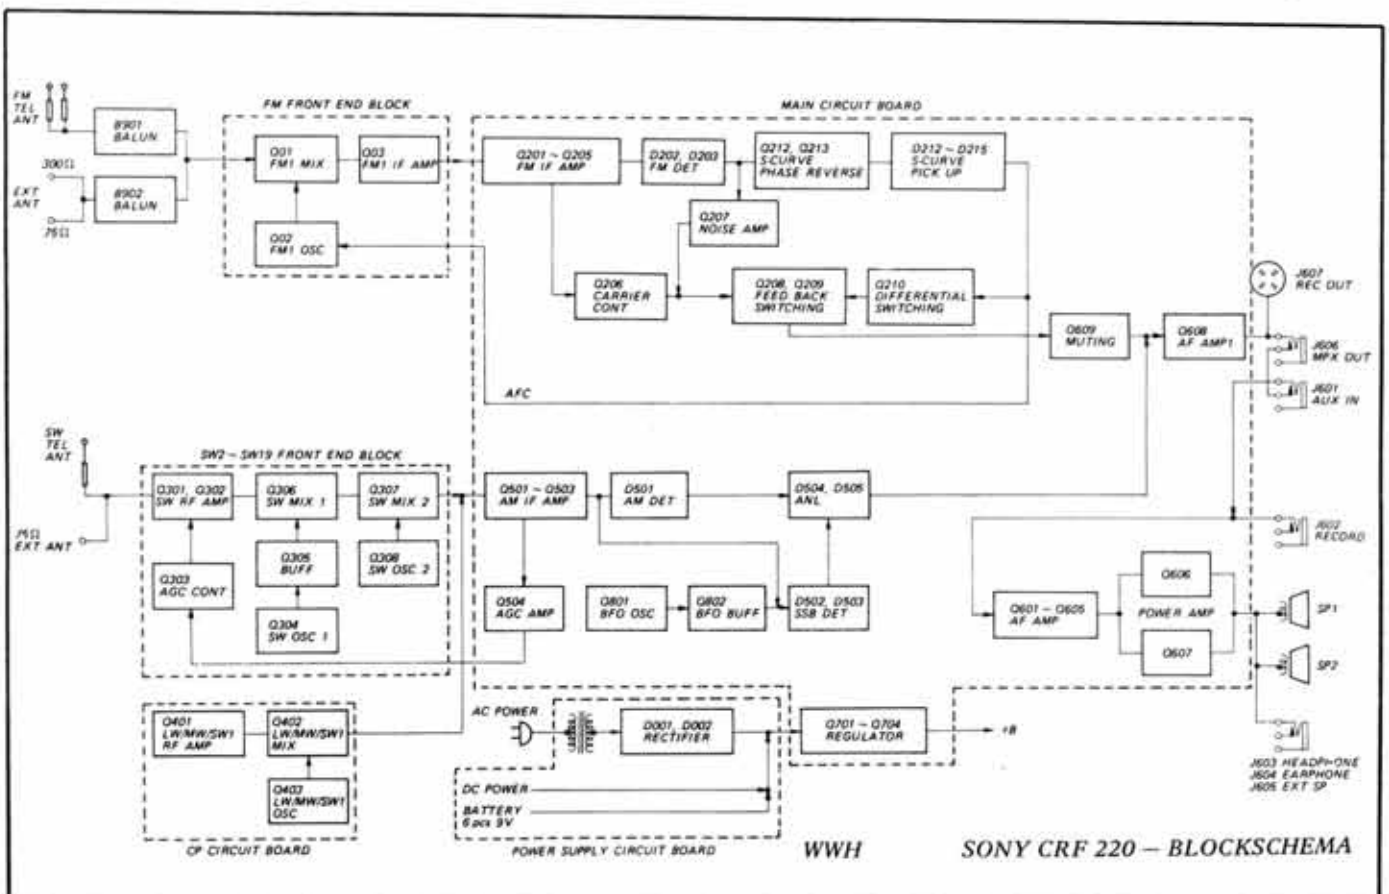 FM FRONT END BLOCK
MAIN CIRCUIT BOARD
FM
TEL
ANT
B901
BALUN
300Ω
EXT
ANT
75Ω
B902
BALUN
Q01
FM1 MIX
Q03
FM1 IF AMP
Q02
FM1 OSC
Q201 ~ Q205
FM IF AMP
D202, D203
FM DET
Q212, Q213
S-CURVE
PHASE REVERSE
D212 ~ D215
S-CURVE
PICK UP
Q207
NOISE AMP
Q206
CARRIER
CONT
Q208, Q209
FEED BACK
SWITCHING
Q210
DIFFERENTIAL
SWITCHING
Q609
MUTING
Q608
AF AMP1
J607
REC OUT
J606
MPX OUT
J601
AUX IN
AFC
SW
TEL
ANT
75Ω
EXT ANT
SW2 ~ SW19 FRONT END BLOCK
Q301, Q302
SW RF AMP
Q306
SW MIX 1
Q307
SW MIX 2
Q303
AGC CONT
Q305
BUFF
Q308
SW OSC 2
Q304
SW OSC 1
Q501 ~ Q503
AM IF AMP
D501
AM DET
D504, D505
ANL
Q504
AGC AMP
Q801
BFO OSC
Q802
BFO BUFF
D502, D503
SSB DET
J602
RECORD
Q601 ~ Q605
AF AMP
Q606
POWER AMP
Q607
SP1
SP2
J603 HEADPHONE
J604 EARPHONE
J605 EXT SP
Q401
LW/MW/SW1
RF AMP
Q402
LW/MW/SW1
MIX
Q403
LW/MW/SW1
OSC
CP CIRCUIT BOARD
AC POWER
D001, D002
RECTIFIER
Q701 ~ Q704
REGULATOR
+B
DC POWER
BATTERY
6 pcs 9V
POWER SUPPLY CIRCUIT BOARD
WWH
SONY CRF 220 – BLOCKSCHEMA